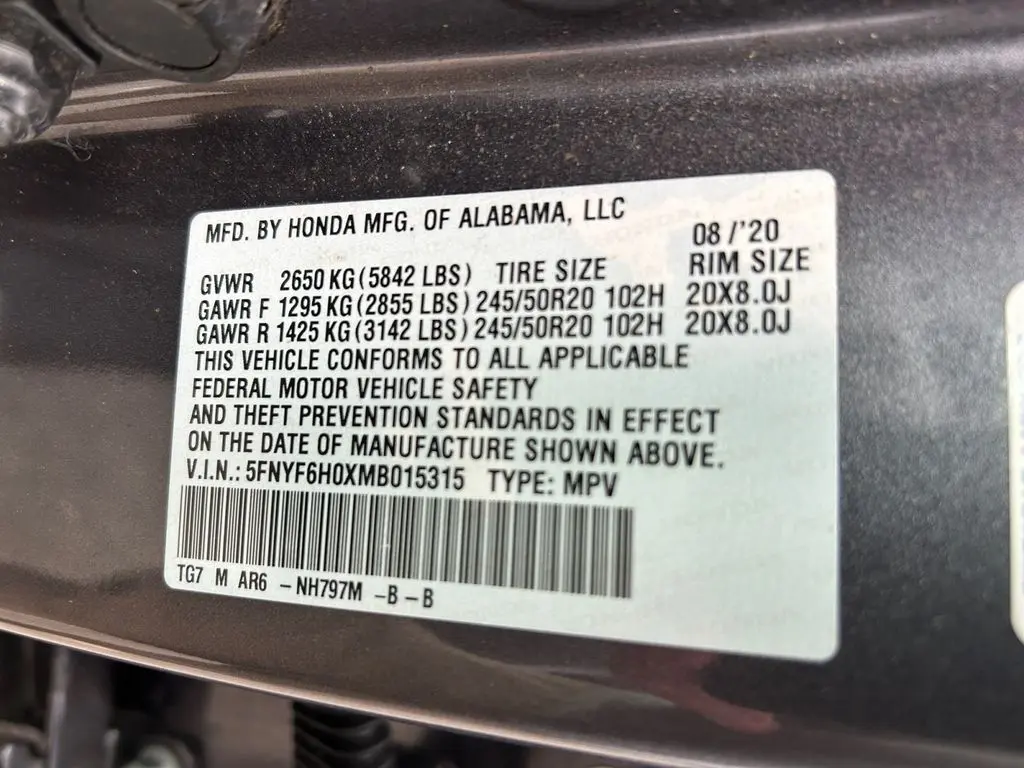 MFD. BY HONDA MFG. OF ALABAMA, LLC 08/'20
GVWR 2650 KG (5842 LBS) TIRE SIZE RIM SIZE
GAWR F 1295 KG (2855 LBS) 245/50R20 102H 20X8.0J
GAWR R 1425 KG (3142 LBS) 245/50R20 102H 20X8.0J
THIS VEHICLE CONFORMS TO ALL APPLICABLE
FEDERAL MOTOR VEHICLE SAFETY
AND THEFT PREVENTION STANDARDS IN EFFECT
ON THE DATE OF MANUFACTURE SHOWN ABOVE.
V.I.N.: 5FNYF6H0XMB015315 TYPE: MPV
TG7 M AR6 -NH797M -B-B